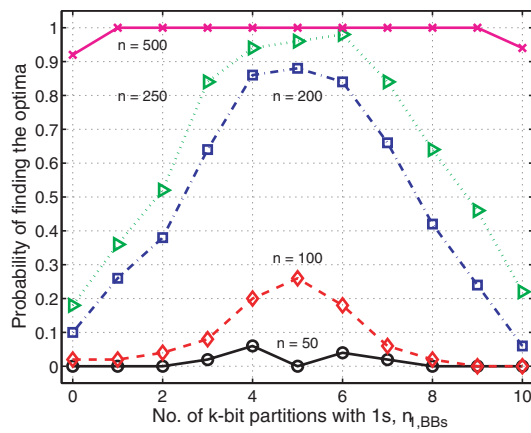 1
0.9
0.8
0.7
0.6
0.5
0.4
0.3
0.2
0.1
0
Probability of finding the optima
n = 500
n = 250
n = 200
n = 100
n = 50
0 2 4 6 8 10
No. of k-bit partitions with 1s, n1,BBs